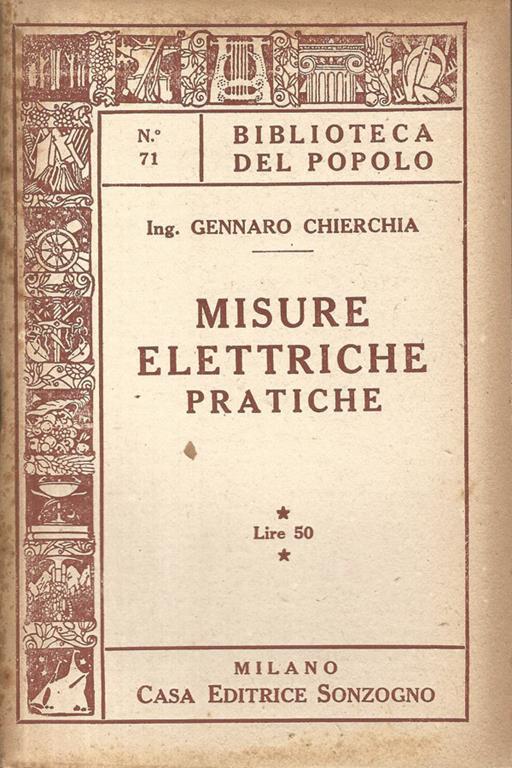 N.° BIBLIOTECA
71 DEL POPOLO
Ing. GENNARO CHIERCHIA
MISURE
ELETTRICHE
PRATICHE
★
Lire 50
★
MILANO
CASA EDITRICE SONZOGNO